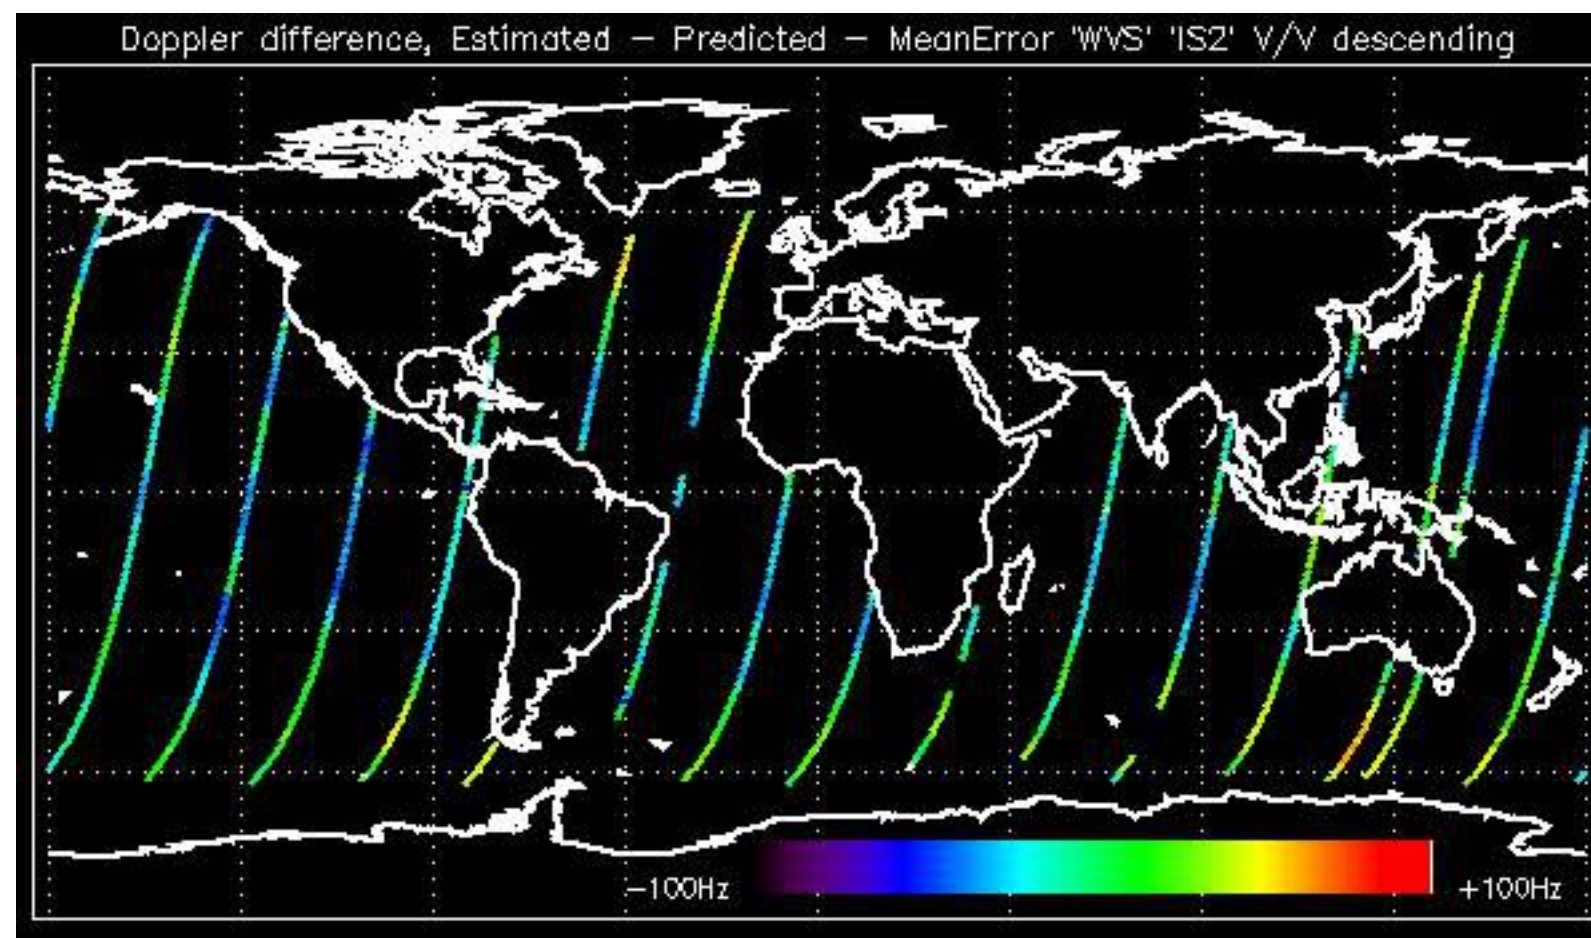 Doppler difference, Estimated − Predicted − MeanError 'WVS' 'IS2' V/V descending
−100Hz +100Hz